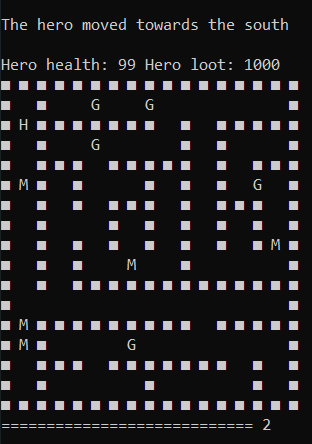 The hero moved towards the south
Hero health: 99 Hero loot: 1000
■ ■ ■ ■ ■ ■ ■ ■ ■ ■ ■ ■ ■ ■ ■ ■ ■
■   ■     G     G               ■
■ H ■ ■ ■ ■ ■ ■ ■   ■   ■ ■ ■ ■ ■
■   ■     G         ■   ■       ■
■   ■ ■ ■   ■ ■ ■ ■ ■   ■   ■ ■ ■
■ M ■   ■       ■   ■   ■   G   ■
■   ■   ■   ■ ■ ■   ■   ■ ■ ■   ■
■   ■       ■   ■   ■   ■   ■   ■
■   ■   ■   ■   ■   ■   ■   ■ M ■
■   ■   ■     M     ■           ■
■   ■   ■ ■ ■ ■ ■ ■ ■ ■ ■ ■ ■ ■ ■
■                               ■
■ M ■ ■ ■ ■ ■ ■ ■ ■ ■   ■ ■ ■ ■ ■
■ M ■         G                 ■
■   ■ ■ ■   ■ ■ ■ ■ ■ ■ ■   ■   ■
■   ■           ■           ■   ■
■ ■ ■ ■ ■ ■ ■ ■ ■ ■ ■ ■ ■ ■ ■ ■ ■
============================ 2